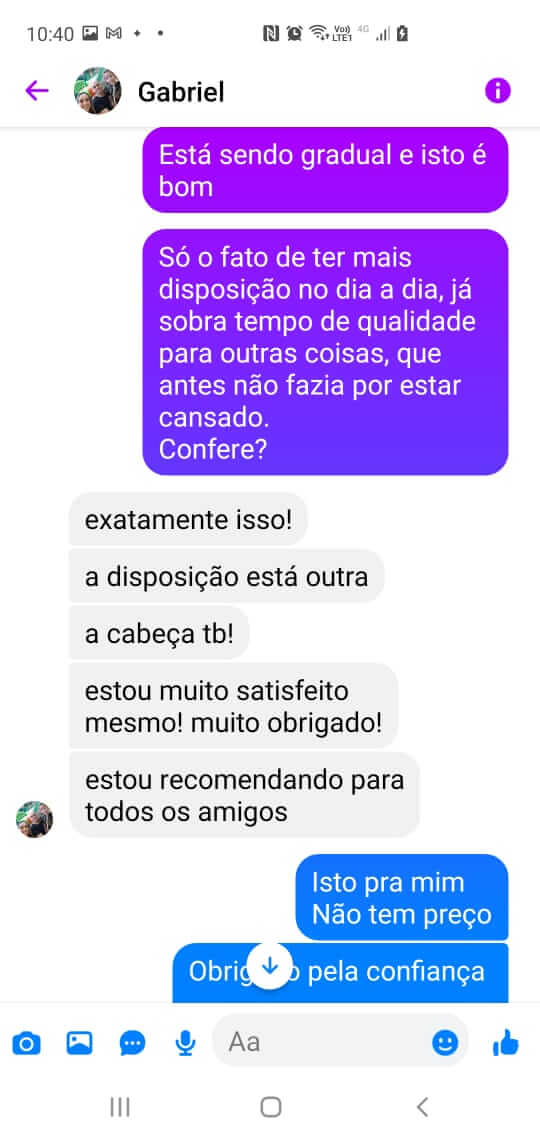 10:40
Vo))
LTE1
4G
Gabriel
Está sendo gradual e isto é
bom
Só o fato de ter mais
disposição no dia a dia, já
sobra tempo de qualidade
para outras coisas, que
antes não fazia por estar
cansado.
Confere?
exatamente isso!
a disposição está outra
a cabeça tb!
estou muito satisfeito
mesmo! muito obrigado!
estou recomendando para
todos os amigos
Isto pra mim
Não tem preço
pela confiança
Aa